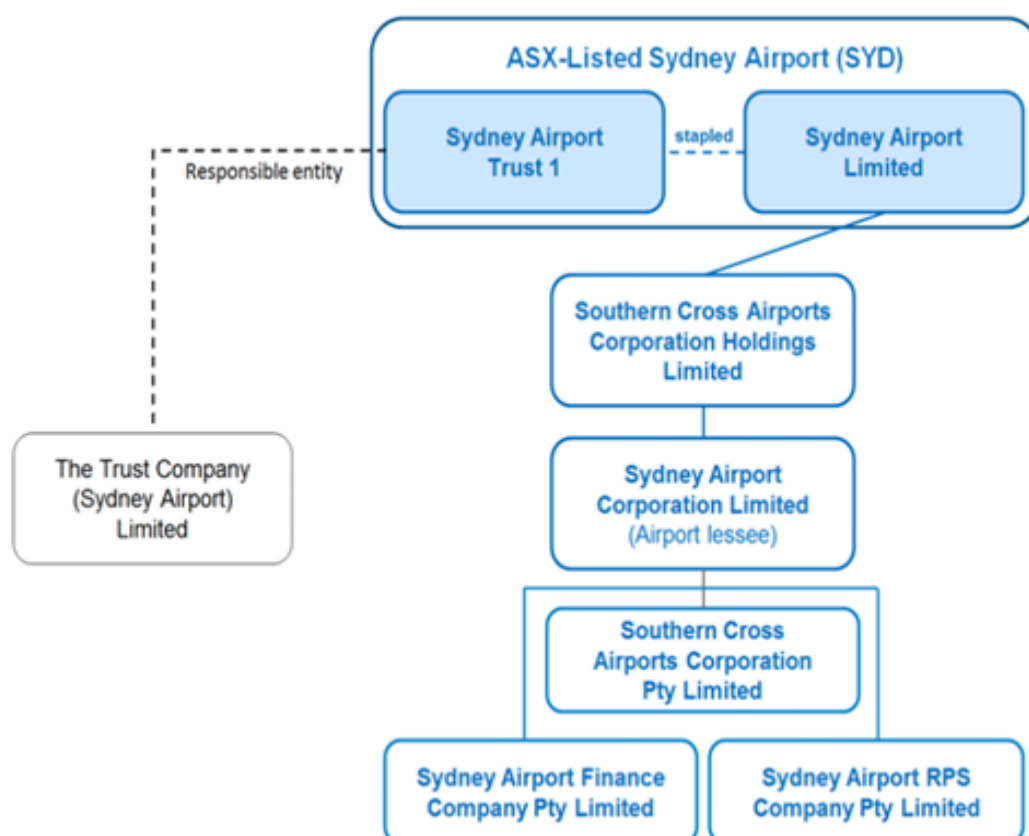 ASX-Listed Sydney Airport (SYD)
Sydney Airport
Trust 1
stapled
Sydney Airport
Limited
Responsible entity
Southern Cross Airports
Corporation Holdings
Limited
The Trust Company
(Sydney Airport)
Limited
Sydney Airport
Corporation Limited
(Airport lessee)
Southern Cross
Airports Corporation
Pty Limited
Sydney Airport Finance
Company Pty Limited
Sydney Airport RPS
Company Pty Limited